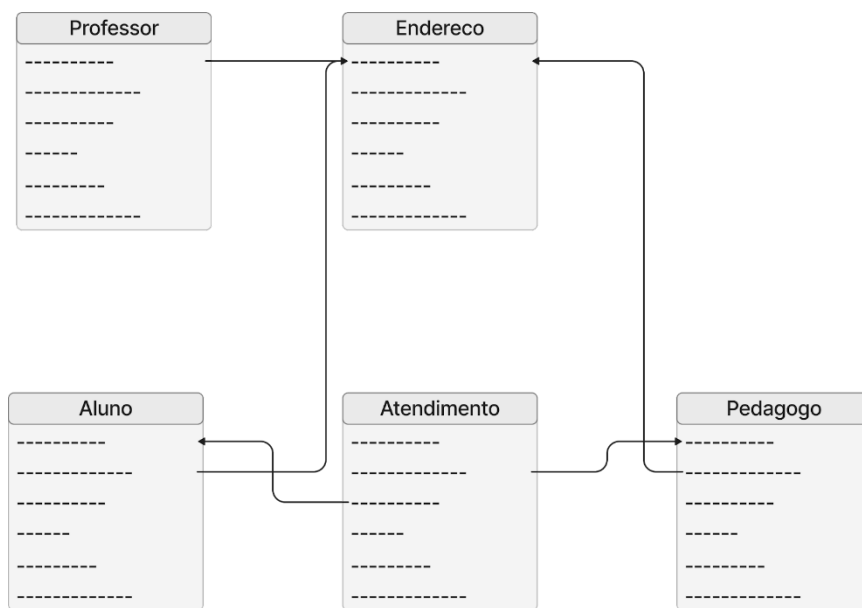 Professor
Endereco
Aluno
Atendimento
Pedagogo